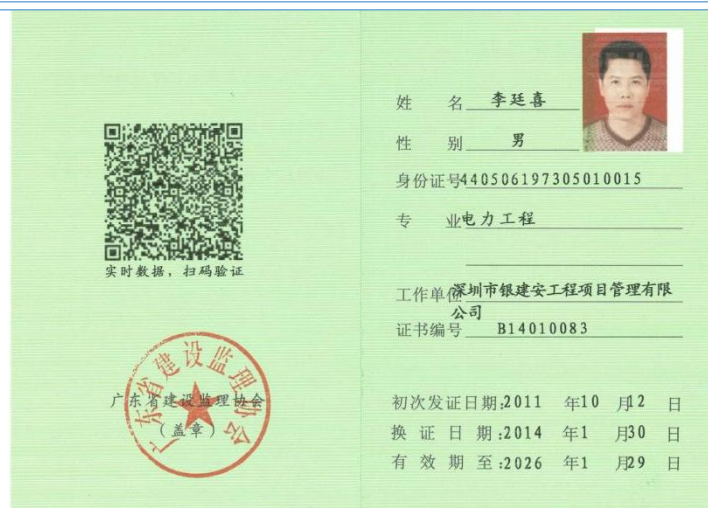 实时数据，扫码验证
广东省建设监理协会
广东省建设监理协会
（盖章）
姓 名 李廷喜
性 别 男
身份证号440506197305010015
专 业电力工程
工作单位深圳市银建安工程项目管理有限
公司
证书编号 B14010083
初次发证日期:2011 年10 月12 日
换 证 日 期:2014 年1 月30 日
有 效 期 至:2026 年1 月29 日